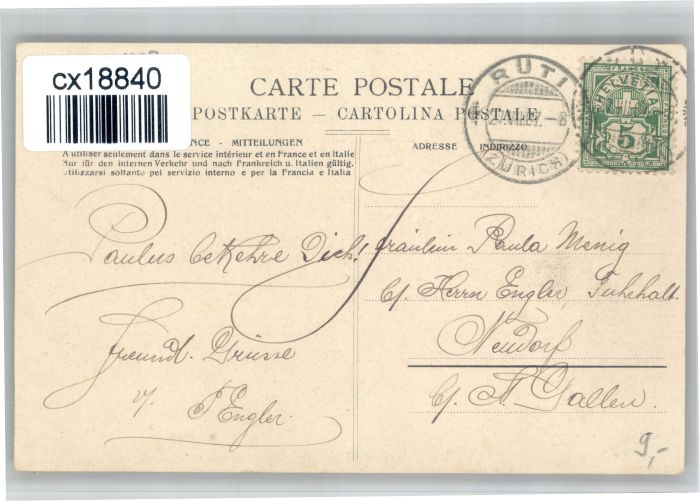 cx18840
CARTE POSTALE
POSTKARTE — CARTOLINA POSTALE
NCE - MITTEILUNGEN
A utiliser seulement dans le service intérieur et en France et en Italie
Nur für den internen Verkehr und nach Frankreich u. Italien gültig.
Utilizzarsi soltanto pel servizio interno e per la Francia e Italia
ADRESSE INDIRIZZO
RÜTI
(ZÜRICH)
HELVETIA
5
Paulus bekehre Dich!
Freundl. Grüsse
v/ P Engler.
Fräulein Paula Menig
c/ Herrn Engler, Fuhrhalt.
Neudorf
c/ St. Gallen.
9,-